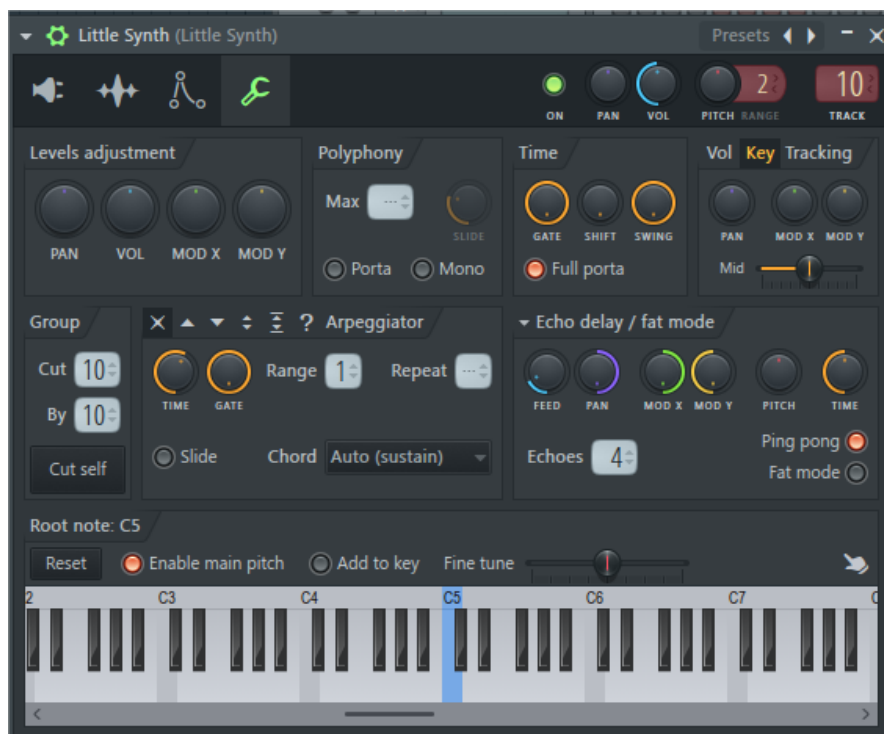 Little Synth (Little Synth) Presets
2 10
ON PAN VOL PITCH RANGE TRACK
Levels adjustment
PAN VOL MOD X MOD Y
Polyphony
Max ---
SLIDE
Porta Mono
Time
GATE SHIFT SWING
Full porta
Vol Key Tracking
PAN MOD X MOD Y
Mid
Group
Cut 10
By 10
Cut self
? Arpeggiator
TIME GATE
Range 1 Repeat ---
Slide Chord Auto (sustain)
Echo delay / fat mode
FEED PAN MOD X MOD Y PITCH TIME
Echoes 4
Ping pong
Fat mode
Root note: C5
Reset Enable main pitch Add to key Fine tune
2 C3 C4 C5 C6 C7 C